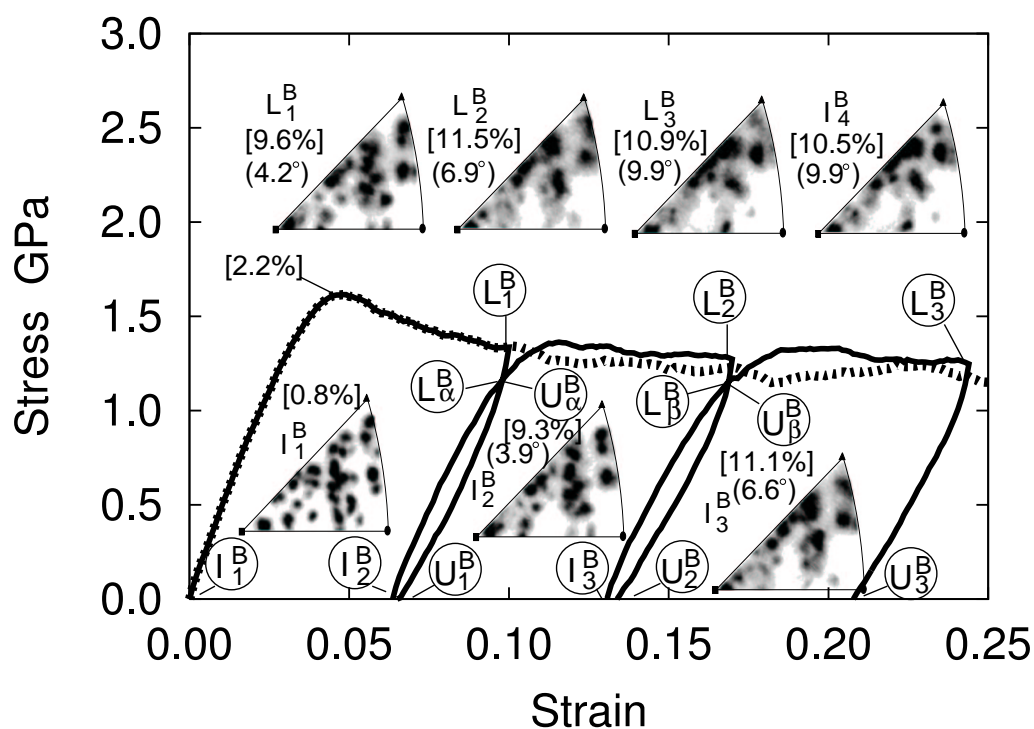 3.0
2.5
2.0
1.5
1.0
0.5
0.0
Stress GPa
L₁ᴮ
[9.6%]
(4.2°)
L₂ᴮ
[11.5%]
(6.9°)
L₃ᴮ
[10.9%]
(9.9°)
I₄ᴮ
[10.5%]
(9.9°)
[2.2%]
L₁ᴮ
L₂ᴮ
L₃ᴮ
Lαᴮ
Uαᴮ
Lβᴮ
Uβᴮ
[0.8%]
I₁ᴮ
[9.3%]
(3.9°)
I₂ᴮ
[11.1%]
(6.6°)
I₃ᴮ
I₁ᴮ
I₂ᴮ
U₁ᴮ
I₃ᴮ
U₂ᴮ
U₃ᴮ
0.00 0.05 0.10 0.15 0.20 0.25
Strain